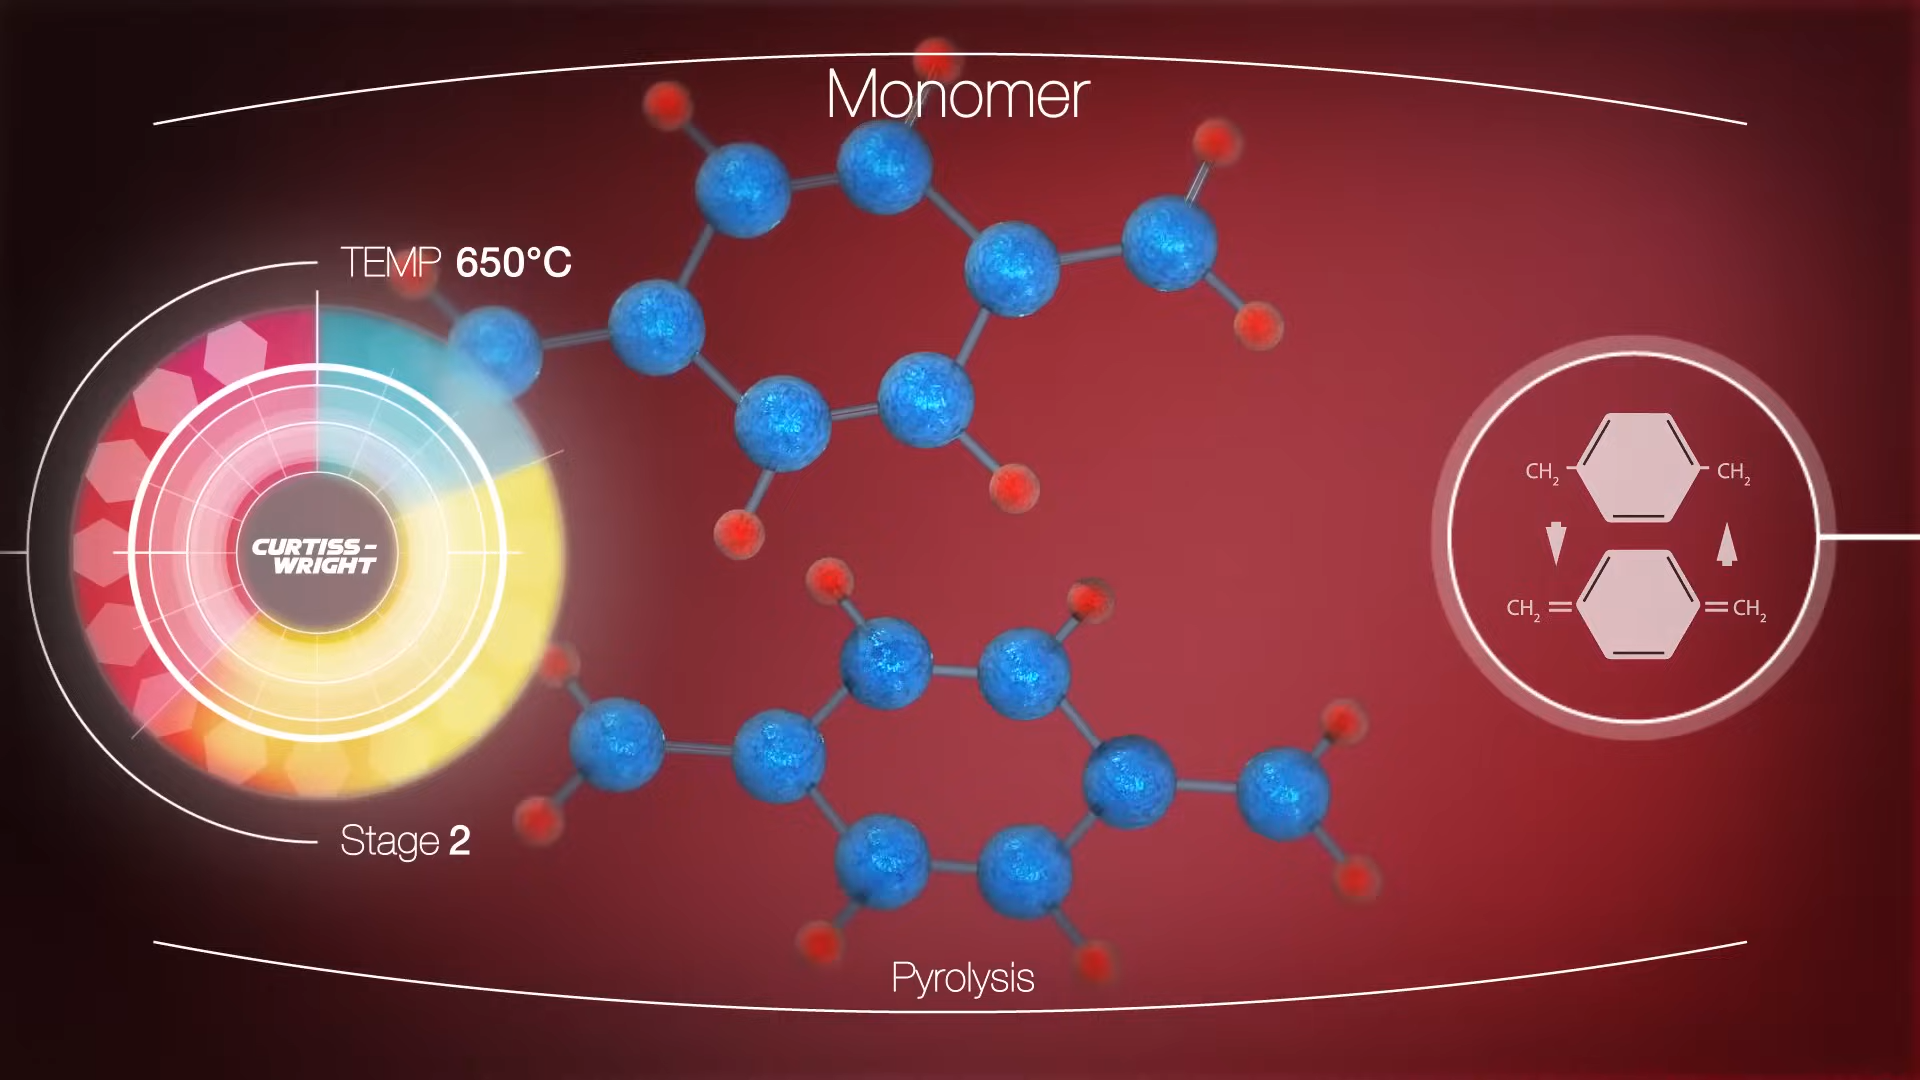 Monomer
TEMP 650°C
CURTISS-
WRIGHT
CH2 CH2
CH2 CH2
Stage 2
Pyrolysis